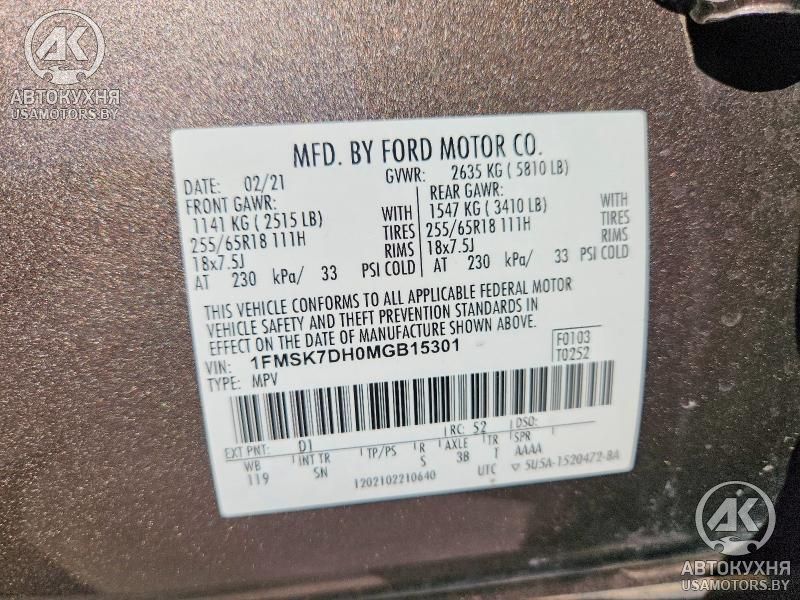 AK
АВТОКУХНЯ
USAMOTORS.BY
MFD. BY FORD MOTOR CO.
DATE: 02/21 GVWR: 2635 KG ( 5810 LB)
FRONT GAWR: REAR GAWR:
1141 KG ( 2515 LB) WITH 1547 KG ( 3410 LB) WITH
255/65R18 111H TIRES 255/65R18 111H TIRES
18x7.5J RIMS 18x7.5J RIMS
AT 230 kPa/ 33 PSI COLD AT 230 kPa/ 33 PSI COLD
THIS VEHICLE CONFORMS TO ALL APPLICABLE FEDERAL MOTOR
VEHICLE SAFETY AND THEFT PREVENTION STANDARDS IN
EFFECT ON THE DATE OF MANUFACTURE SHOWN ABOVE.
VIN: 1FMSK7DH0MGB15301 F0103
TYPE: MPV T0252
EXT PNT: D1 RC: 52 DSO:
WB INT TR TP/PS R AXLE TR SPR
119 SN S 3B T AAAA
1202102210640 UTC ▽ 5U5A-1520472-BA
AK
АВТОКУХНЯ
USAMOTORS.BY